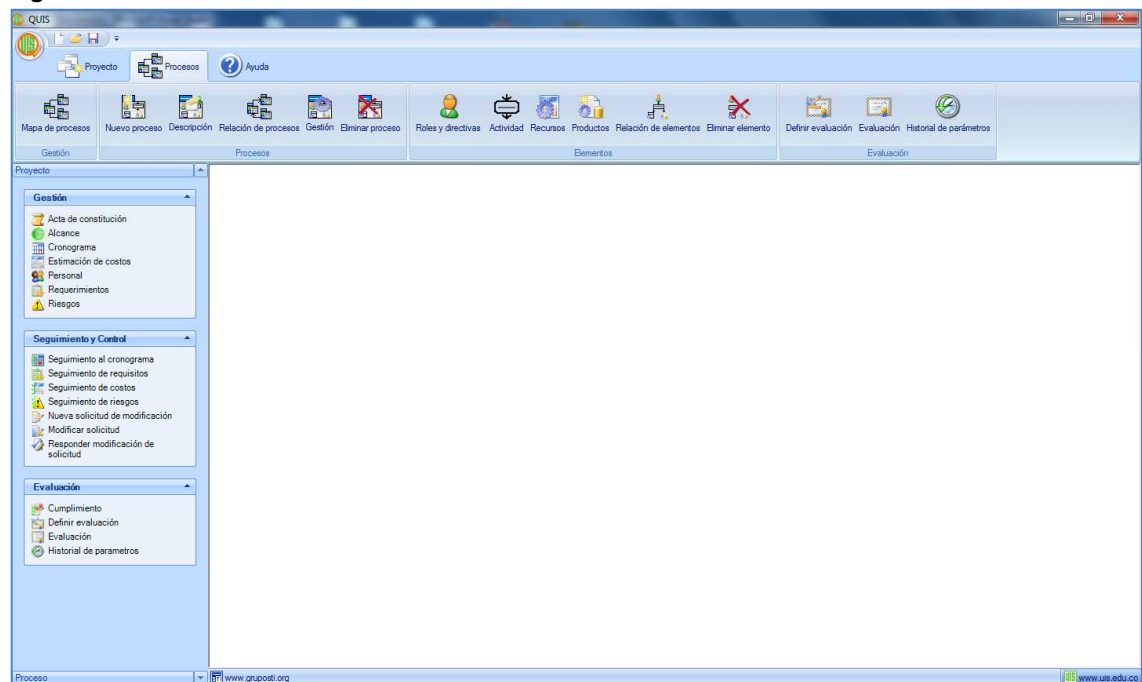 QUIS
Proyecto Procesos Ayuda
Mapa de procesos Nuevo proceso Descripción Relación de procesos Gestión Eliminar proceso Roles y directivas Actividad Recursos Productos Relación de elementos Eliminar elemento Definir evaluación Evaluación Historial de parámetros
Gestión Procesos Elementos Evaluación
Proyecto
Gestión
Acta de constitución
Alcance
Cronograma
Estimación de costos
Personal
Requerimientos
Riesgos
Seguimiento y Control
Seguimiento al cronograma
Seguimiento de requisitos
Seguimiento de costos
Seguimiento de riesgos
Nueva solicitud de modificación
Modificar solicitud
Responder modificación de
solicitud
Evaluación
Cumplimiento
Definir evaluación
Evaluación
Historial de parametros
Proceso www.gruposti.org www.uis.edu.co